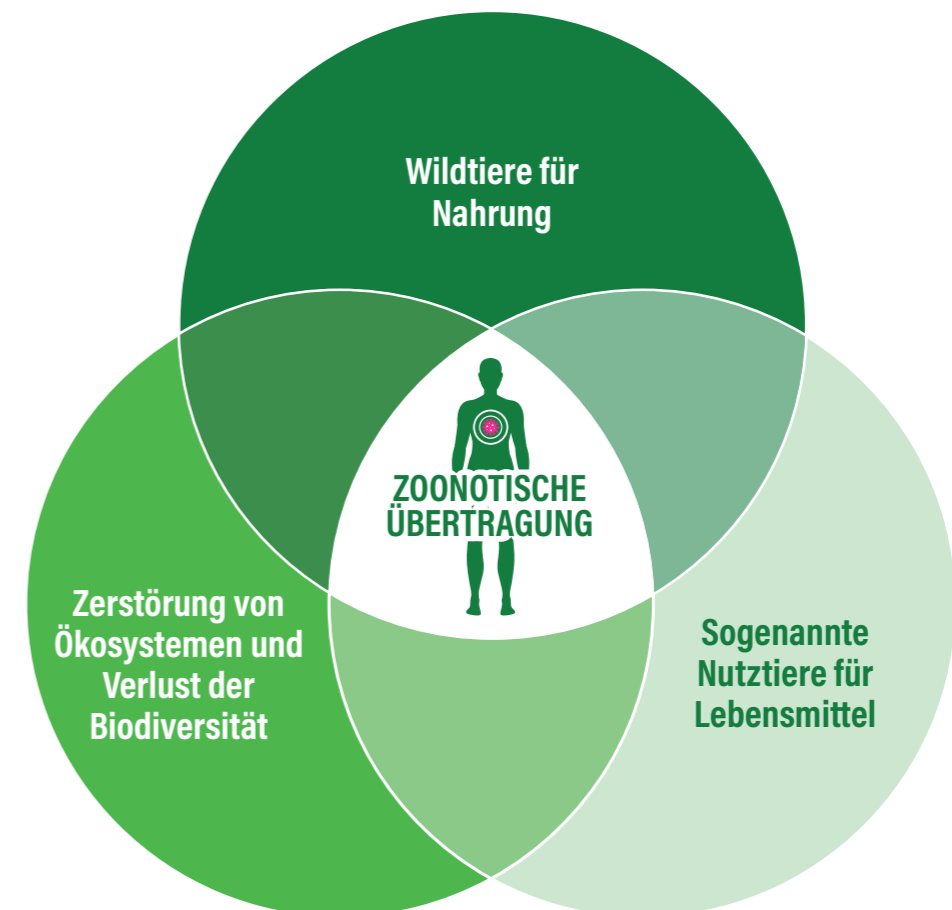 Wildtiere für
Nahrung
ZOONOTISCHE
ÜBERTRAGUNG
Zerstörung von
Ökosystemen und
Verlust der
Biodiversität
Sogenannte
Nutztiere für
Lebensmittel